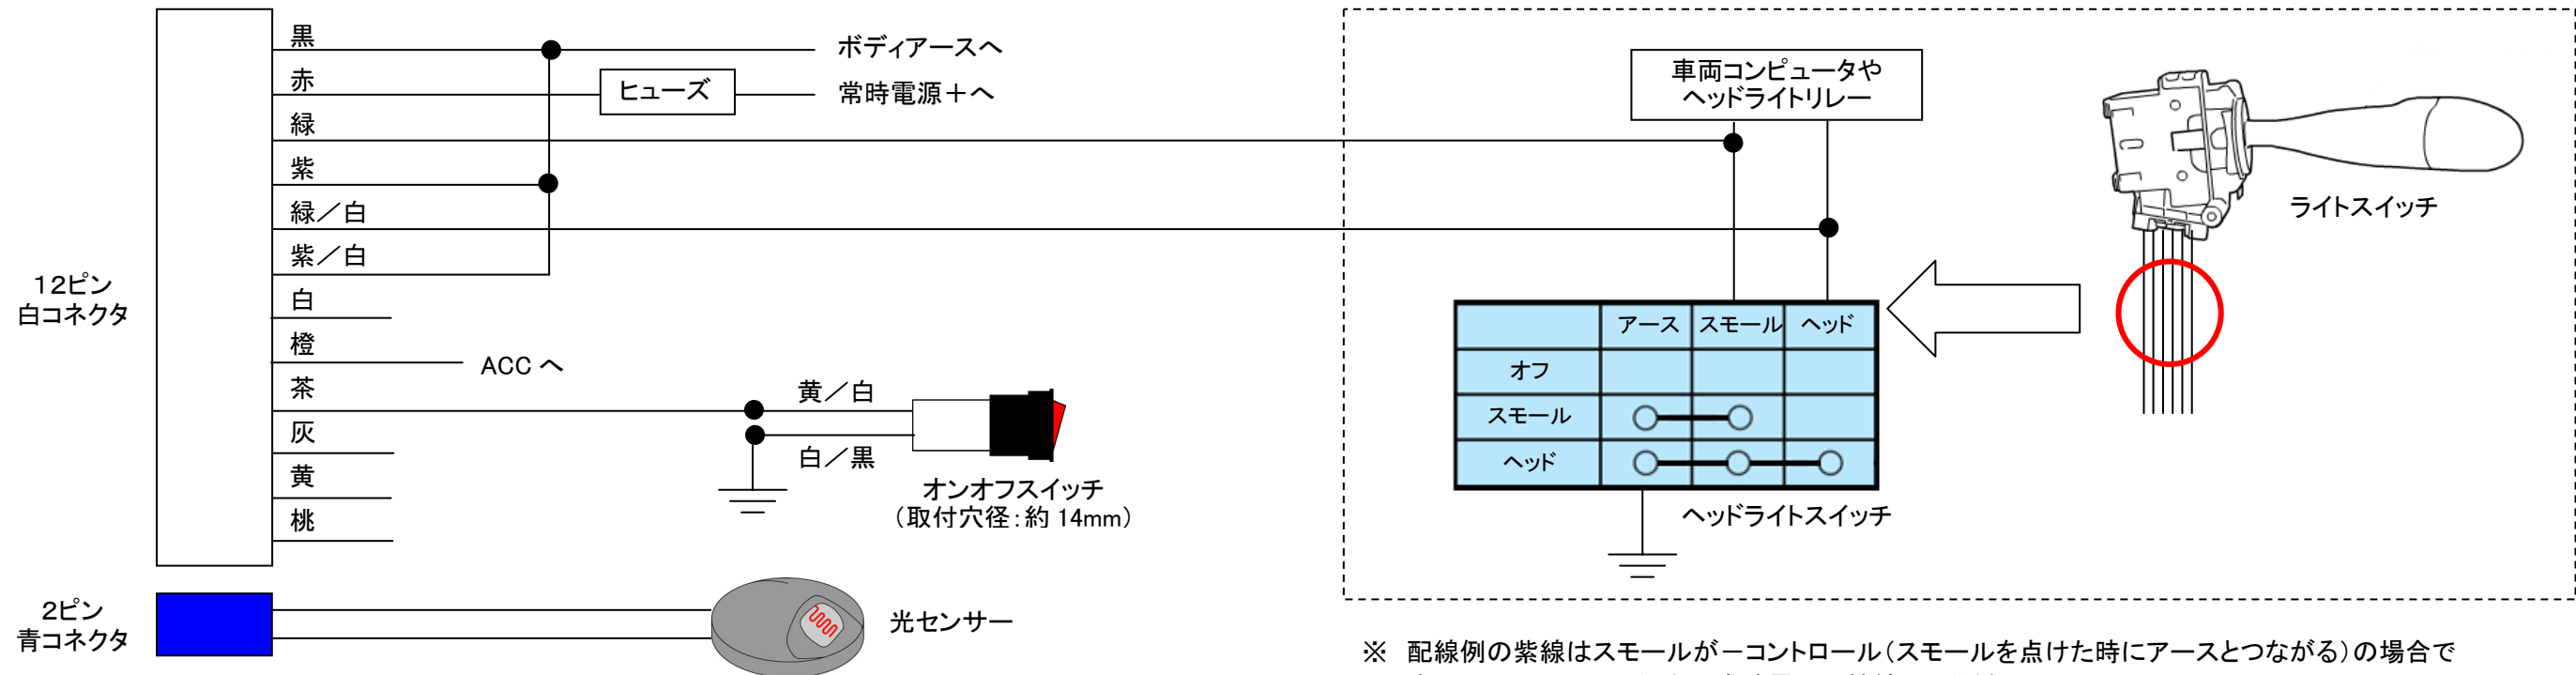 黒
ボディアースへ
赤
ヒューズ
常時電源＋へ
緑
紫
緑／白
紫／白
12ピン
白コネクタ
白
橙
ACC へ
茶
黄／白
灰
白／黒
黄
オンオフスイッチ
（取付穴径：約 14mm）
桃
2ピン
青コネクタ
光センサー
車両コンピュータや
ヘッドライトリレー
ライトスイッチ
アース スモール ヘッド
オフ
スモール
ヘッド
ヘッドライトスイッチ
※ 配線例の紫線はスモールが－コントロール（スモールを点けた時にアースとつながる）の場合で